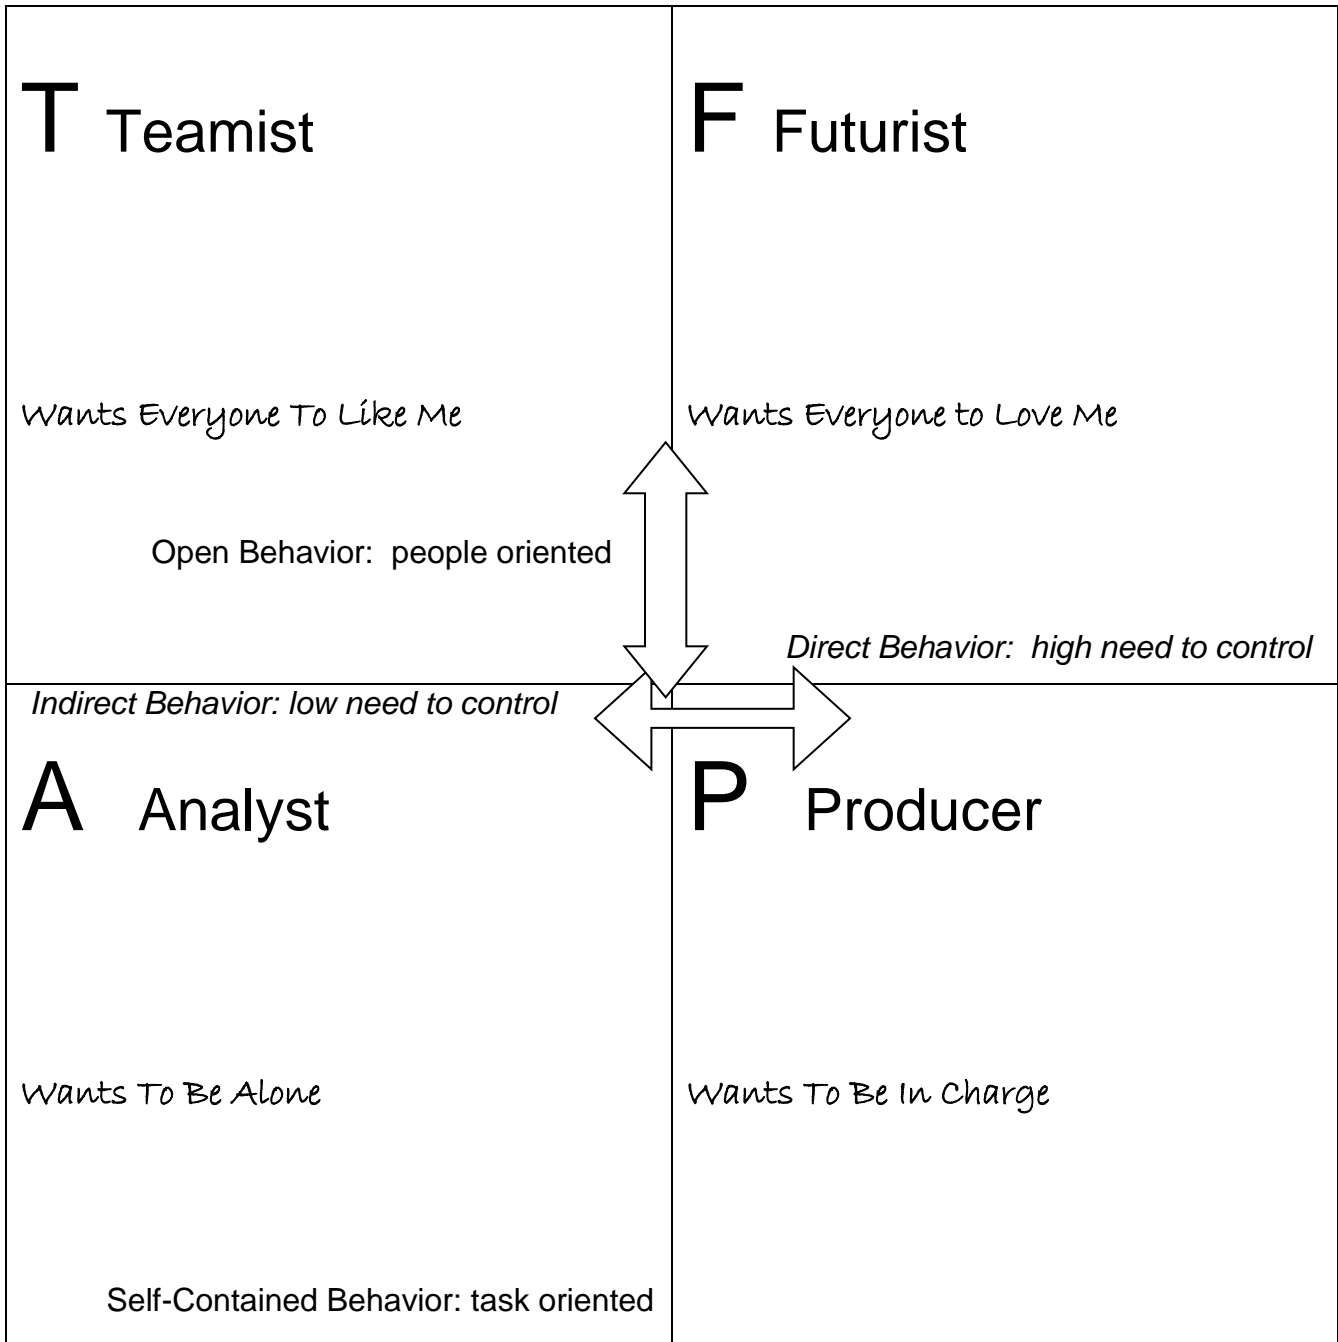 T Teamist
F Futurist
Wants Everyone To Like Me
Wants Everyone to Love Me
Open Behavior: people oriented
Direct Behavior: high need to control
Indirect Behavior: low need to control
A Analyst
P Producer
Wants To Be Alone
Wants To Be In Charge
Self-Contained Behavior: task oriented